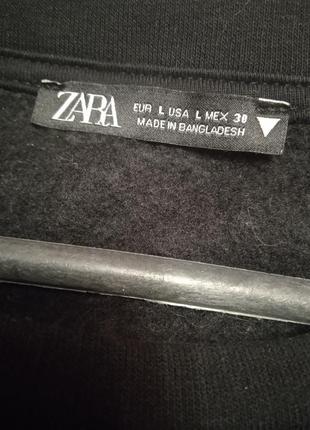 ZARA
EUR L USA L MEX 30
MADE IN BANGLADESH